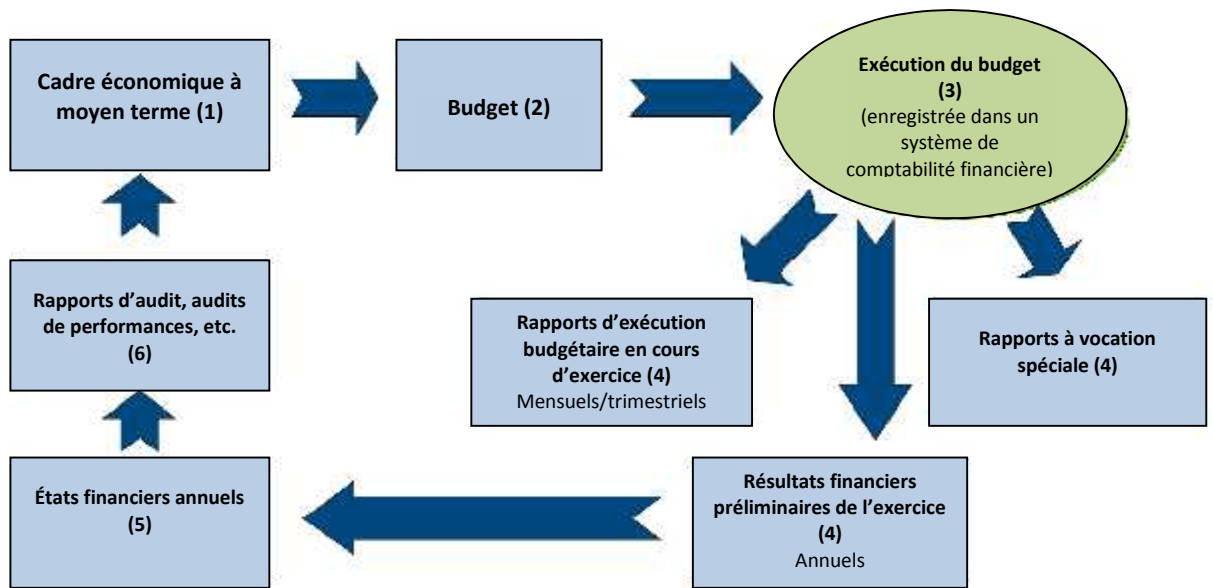 Cadre économique à
moyen terme (1)
Budget (2)
Exécution du budget
(3)
(enregistrée dans un
système de
comptabilité financière)
Rapports d'exécution
budgétaire en cours
d'exercice (4)
Mensuels/trimestriels
Rapports à vocation
spéciale (4)
Résultats financiers
préliminaires de l'exercice
(4)
Annuels
États financiers annuels
(5)
Rapports d'audit, audits
de performances, etc.
(6)